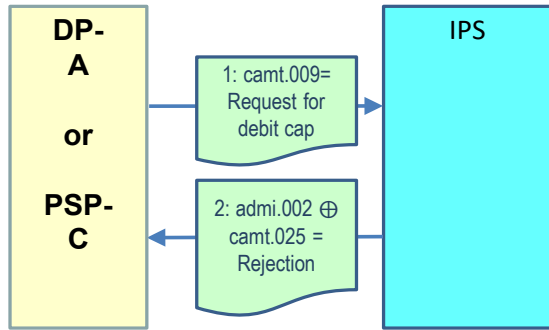 DP-
A
or
PSP-
C
1: camt.009=
Request for
debit cap
2: admi.002 ⊕
camt.025 =
Rejection
IPS